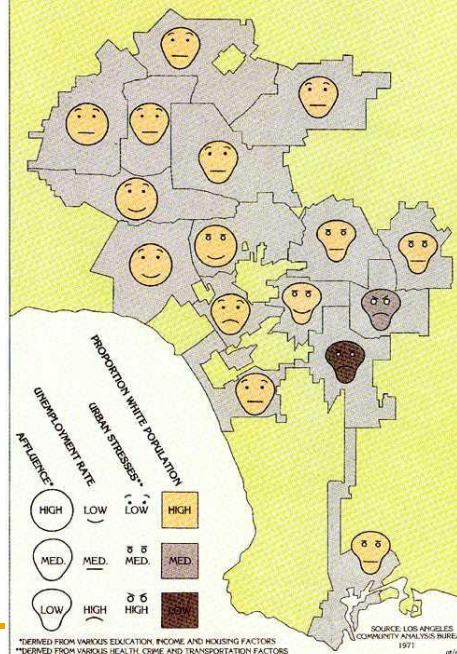 AFFLUENCE*
UNEMPLOYMENT RATE
URBAN STRESSES**
PROPORTION WHITE POPULATION
HIGH LOW LOW HIGH
MED. MED. MED. MED.
LOW HIGH HIGH LOW
*DERIVED FROM VARIOUS EDUCATION, INCOME AND HOUSING FACTORS
**DERIVED FROM VARIOUS HEALTH, CRIME AND TRANSPORTATION FACTORS
SOURCE: LOS ANGELES
COMMUNITY ANALYSIS BUREAU
1971